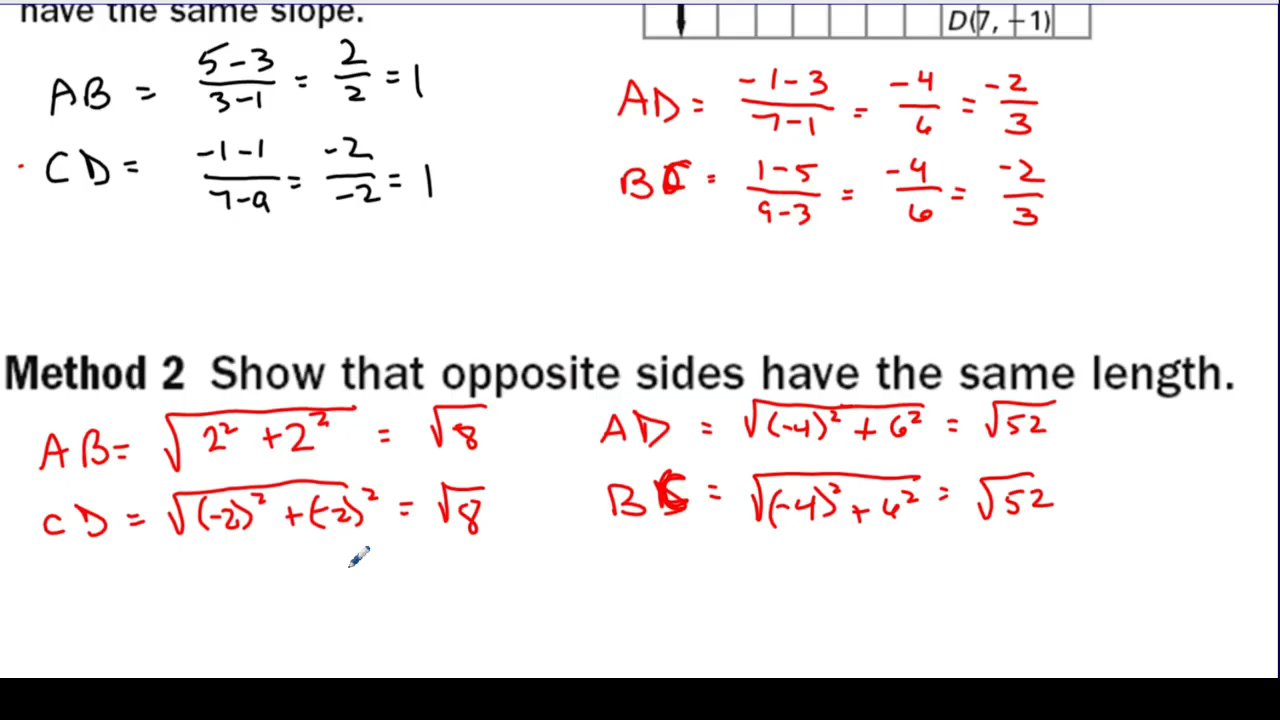 have the same slope.
D(7, −1)
AB = 5-3/3-1 = 2/2 = 1
CD = -1-1/7-9 = -2/-2 = 1
AD = -1-3/7-1 = -4/6 = -2/3
BC = 1-5/9-3 = -4/6 = -2/3
Method 2 Show that opposite sides have the same length.
AB = √(2² + 2²) = √8
CD = √((-2)² + (-2)²) = √8
AD = √((-4)² + 6²) = √52
BC = √((-4)² + 6²) = √52